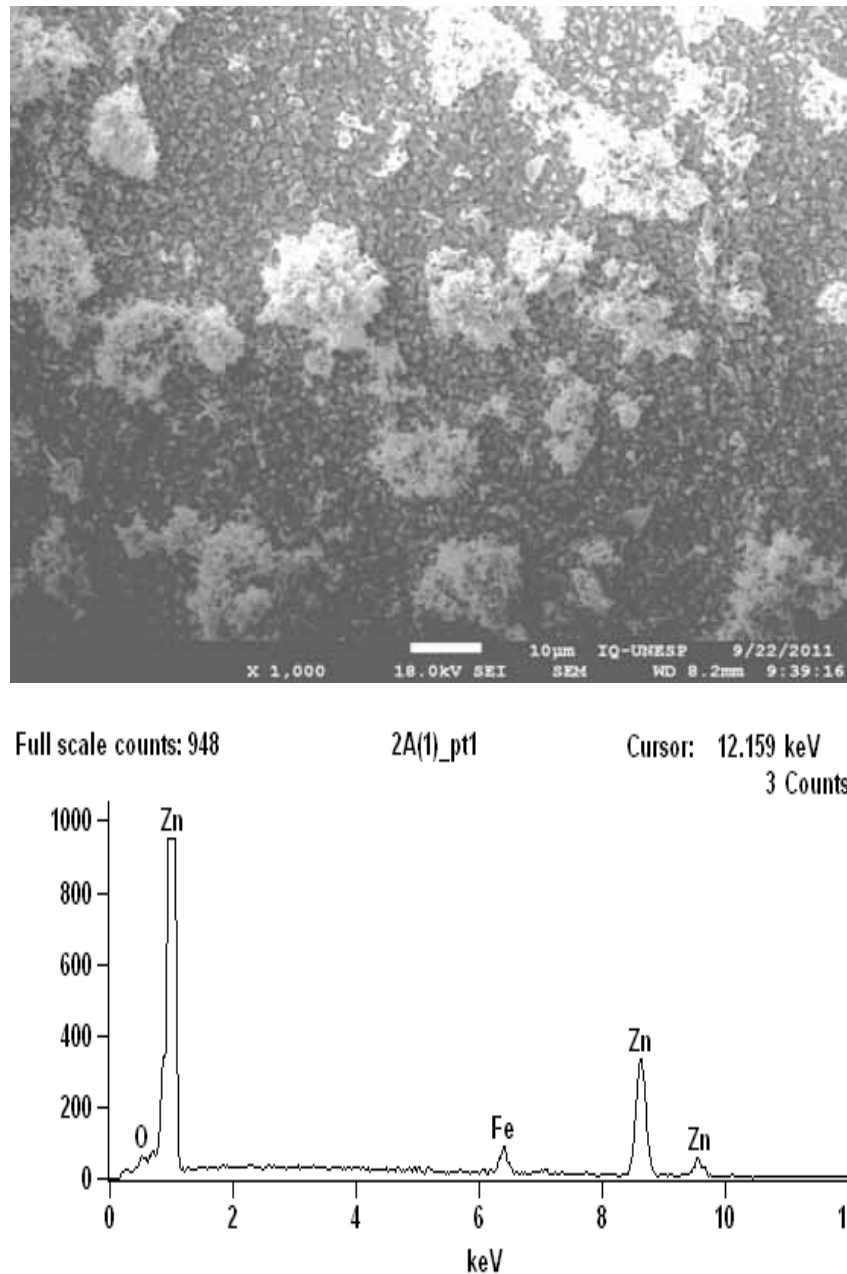 10µm IQ-UNESP 9/22/2011
X 1,000 18.0kV SEI SEM WD 8.2mm 9:39:16
Full scale counts: 948 2A(1)_pt1 Cursor: 12.159 keV
3 Counts
1000
Zn
800
600
400
Zn
200
O
Fe
Zn
0
0 2 4 6 8 10 1
keV